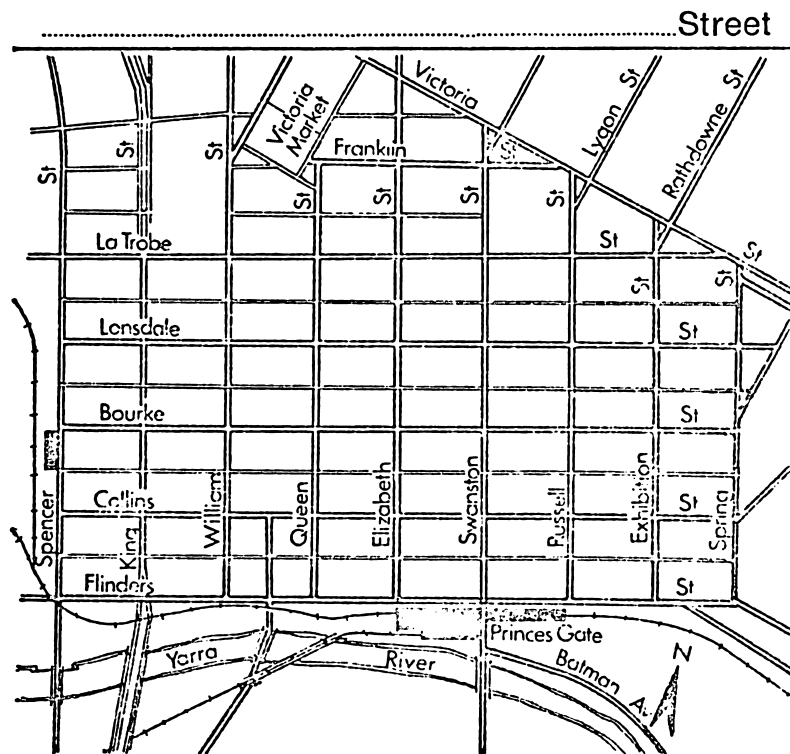 Street
Victoria
Victoria Market
Lygon St
Rathdowne St
Franklin St
St
St
St
St
St
St
St
La Trobe St
St
St
St
Lonsdale St
Bourke St
Collins St
Spencer
King
William
Queen
Elizabeth
Swanston
Russell
Exhibition
Spring
Flinders St
Princes Gate
Yarra River
Batman Av
N